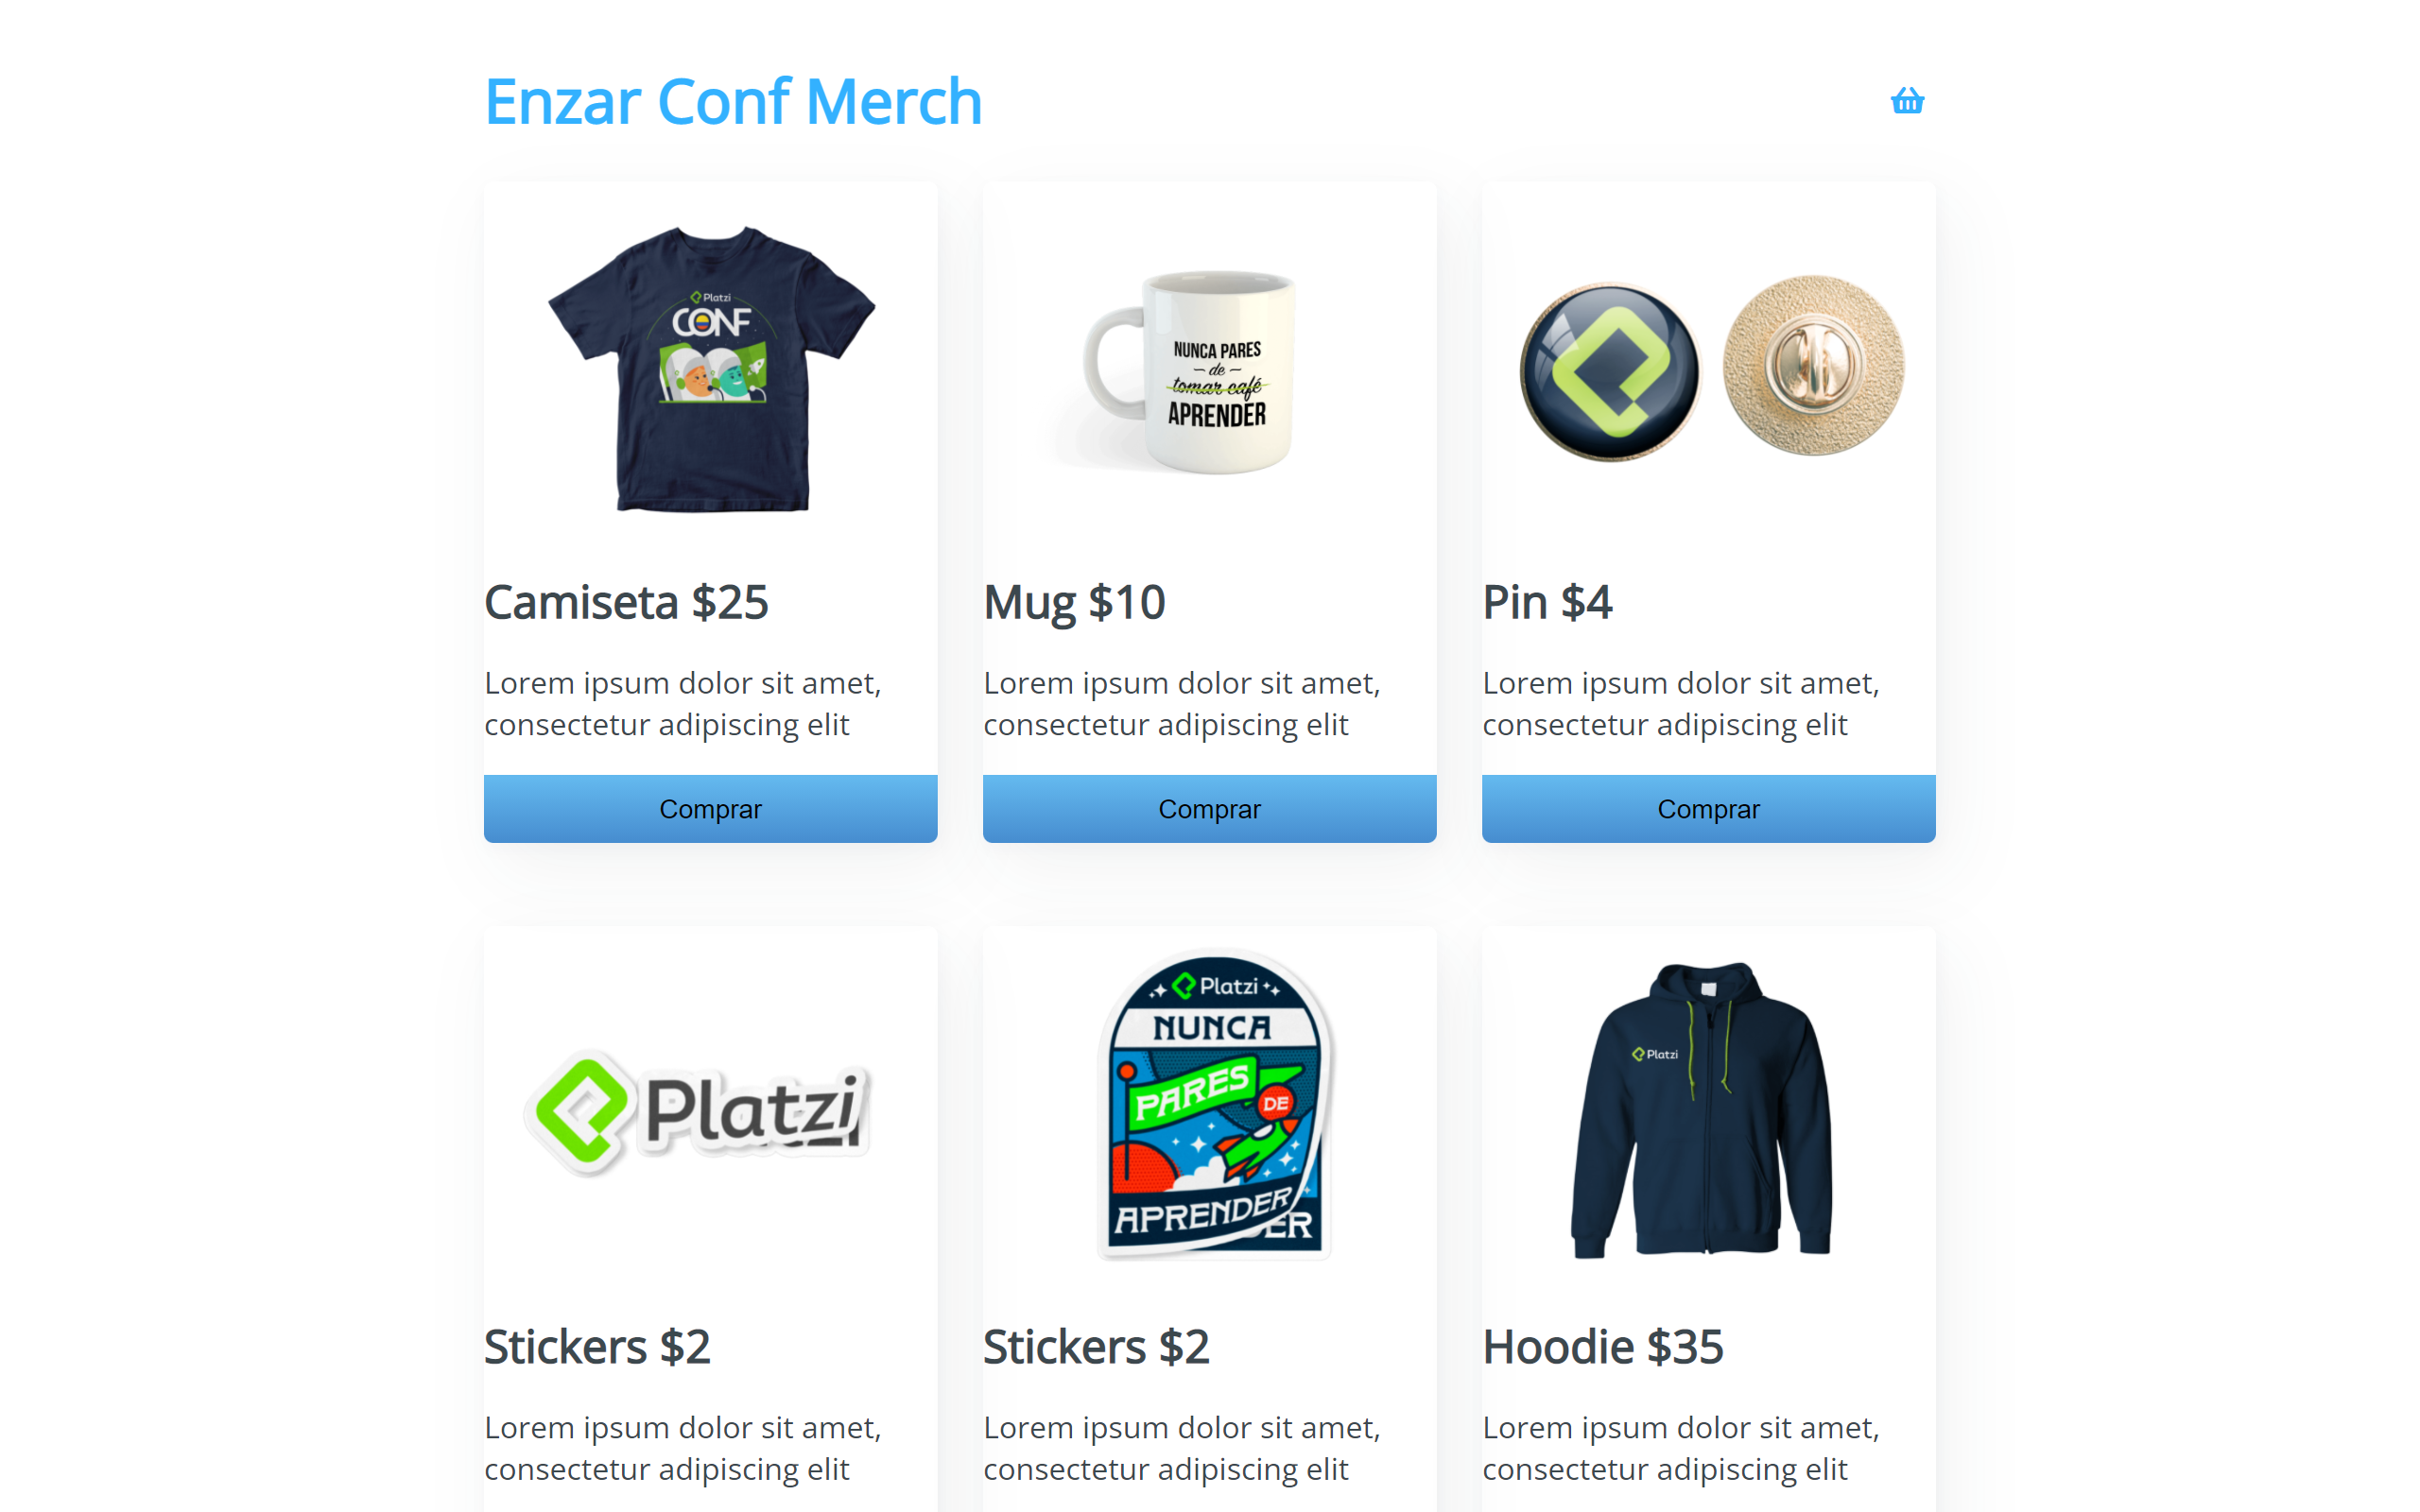 Enzar Conf Merch
Platzi
CONF
NUNCA PARES
de
tomar café
APRENDER
Camiseta $25
Mug $10
Pin $4
Lorem ipsum dolor sit amet,
consectetur adipiscing elit
Lorem ipsum dolor sit amet,
consectetur adipiscing elit
Lorem ipsum dolor sit amet,
consectetur adipiscing elit
Comprar
Comprar
Comprar
Platzi
Platzi
NUNCA
PARES
DE
APRENDER
ER
Platzi
Stickers $2
Stickers $2
Hoodie $35
Lorem ipsum dolor sit amet,
consectetur adipiscing elit
Lorem ipsum dolor sit amet,
consectetur adipiscing elit
Lorem ipsum dolor sit amet,
consectetur adipiscing elit